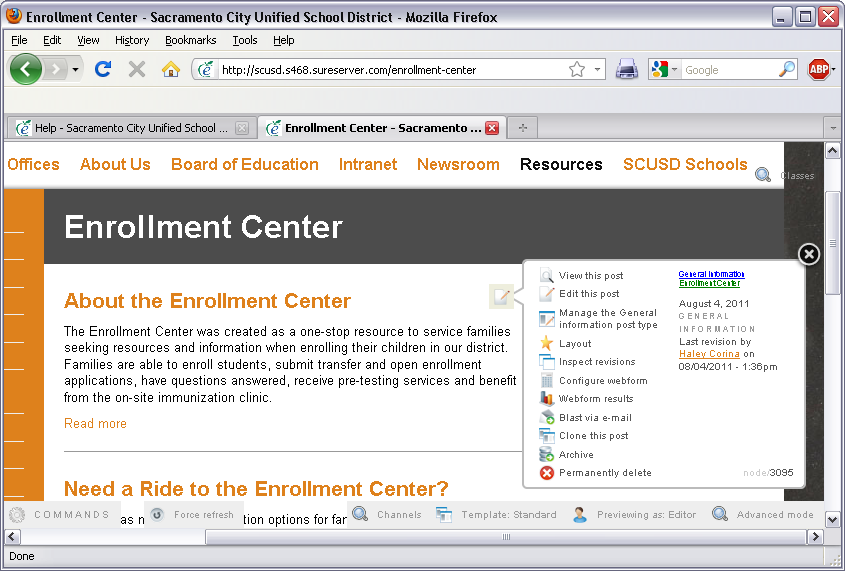 Enrollment Center - Sacramento City Unified School District - Mozilla Firefox
File Edit View History Bookmarks Tools Help
http://scusd.s468.sureserver.com/enrollment-center
Google
ABP
Help - Sacramento City Unified School ...
Enrollment Center - Sacramento ...
Offices About Us Board of Education Intranet Newsroom Resources SCUSD Schools
Classes
Enrollment Center
About the Enrollment Center
The Enrollment Center was created as a one-stop resource to service families
seeking resources and information when enrolling their children in our district.
Families are able to enroll students, submit transfer and open enrollment
applications, have questions answered, receive pre-testing services and benefit
from the on-site immunization clinic.
Read more
View this post
Edit this post
Manage the General
information post type
Layout
Inspect revisions
Configure webform
Webform results
Blast via e-mail
Clone this post
Archive
Permanently delete
General Information
Enrollment Center
August 4, 2011
GENERAL
INFORMATION
Last revision by
Haley Corina on
08/04/2011 - 1:36pm
node/3095
Need a Ride to the Enrollment Center?
as n
tion options for far
COMMANDS Force refresh Channels Template: Standard Previewing as: Editor Advanced mode
Done